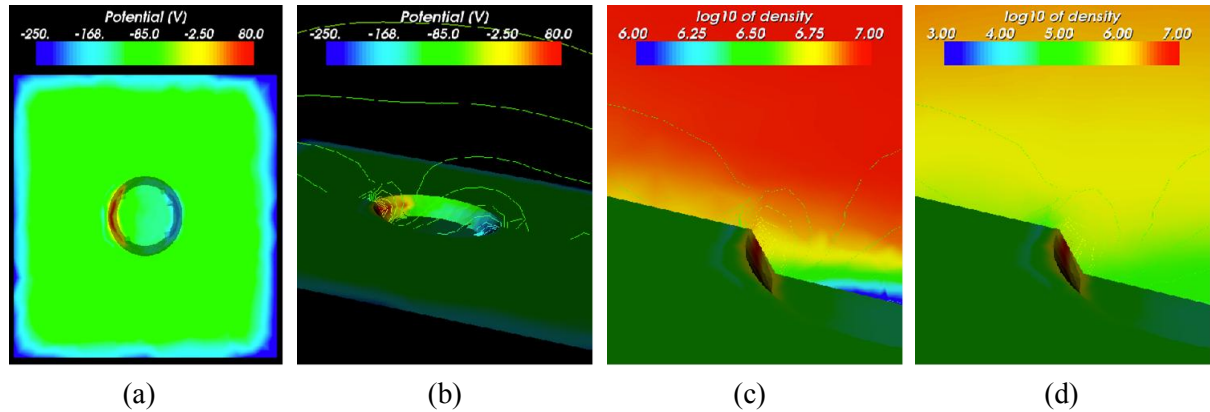 Potential (V)
-250. -168. -85.0 -2.50 80.0
Potential (V)
-250. -168. -85.0 -2.50 80.0
log10 of density
6.00 6.25 6.50 6.75 7.00
log10 of density
3.00 4.00 5.00 6.00 7.00
(a) (b) (c) (d)